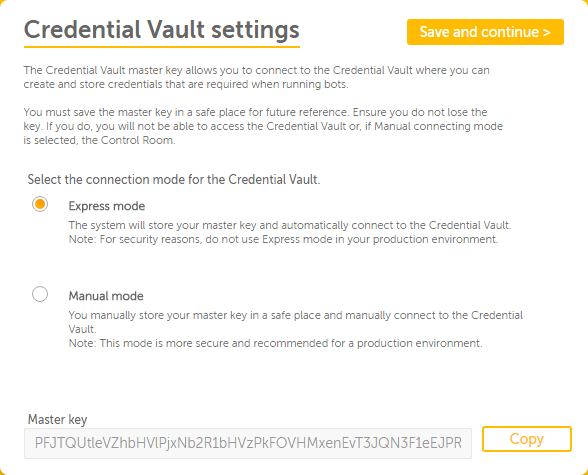 Credential Vault settings
Save and continue >
The Credential Vault master key allows you to connect to the Credential Vault where you can
create and store credentials that are required when running bots.
You must save the master key in a safe place for future reference. Ensure you do not lose the
key. If you do, you will not be able to access the Credential Vault or, if Manual connecting mode
is selected, the Control Room.
Select the connection mode for the Credential Vault.
Express mode
The system will store your master key and automatically connect to the Credential Vault.
Note: For security reasons, do not use Express mode in your production environment.
Manual mode
You manually store your master key in a safe place and manually connect to the Credential
Vault.
Note: This mode is more secure and recommended for a production environment.
Master key
PFJTQUtleVZhbHVlPjxNb2R1bHVzPkFOVHMxenEvT3JQN3F1eEJPR
Copy